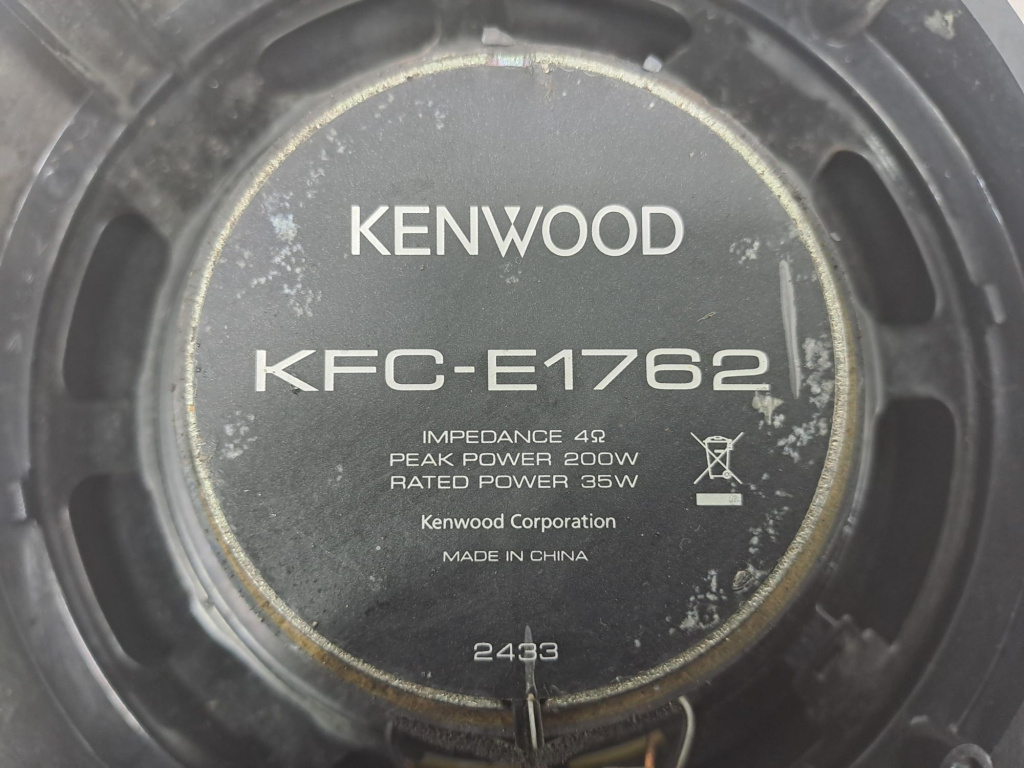 KENWOOD
KFC-E1762
IMPEDANCE 4Ω
PEAK POWER 200W
RATED POWER 35W
Kenwood Corporation
MADE IN CHINA
2433